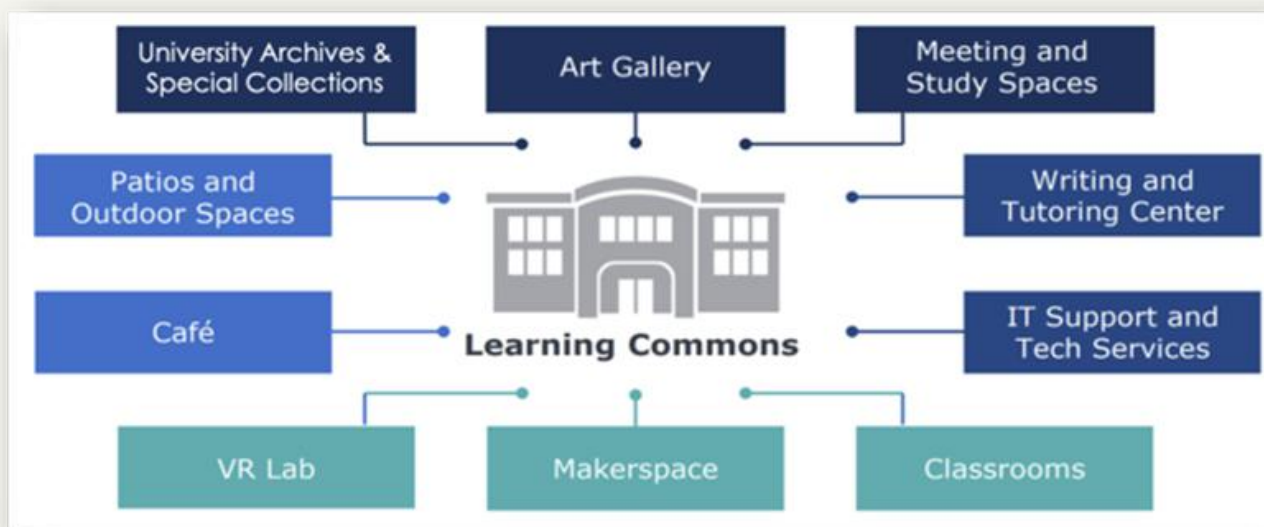 University Archives &
Special Collections
Art Gallery
Meeting and
Study Spaces
Patios and
Outdoor Spaces
Writing and
Tutoring Center
Café
Learning Commons
IT Support and
Tech Services
VR Lab
Makerspace
Classrooms